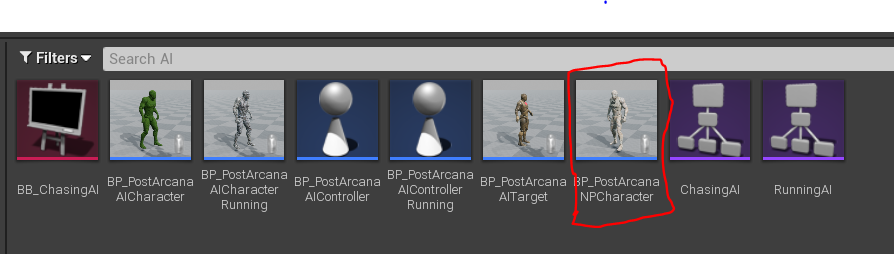 Filters
Search AI
BB_ChasingAI
BP_PostArcana
AICharacter
BP_PostArcana
AICharacter
Running
BP_PostArcana
AIController
BP_PostArcana
AIController
Running
BP_PostArcana
AITarget
BP_PostArcana
NPCharacter
ChasingAI
RunningAI